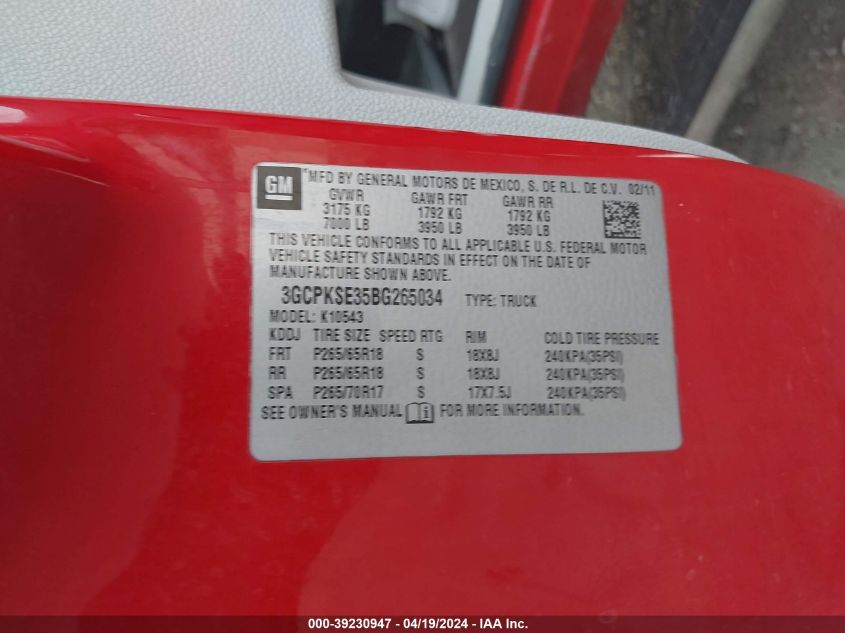 GM
*MFD BY GENERAL MOTORS DE MEXICO, S. DE R.L. DE C.V. 02/11
GVWR GAWR FRT GAWR RR
3175 KG 1792 KG 1792 KG
7000 LB 3950 LB 3950 LB
THIS VEHICLE CONFORMS TO ALL APPLICABLE U.S. FEDERAL MOTOR
VEHICLE SAFETY STANDARDS IN EFFECT ON THE DATE OF
MANUFACTURE SHOWN ABOVE.
3GCPKSE35BG265034 TYPE: TRUCK
MODEL: K10543
KDDJ TIRE SIZE SPEED RTG RIM COLD TIRE PRESSURE
FRT P265/65R18 S 18X8J 240KPA(35PSI)
RR P265/65R18 S 18X8J 240KPA(35PSI)
SPA P265/70R17 S 17X7.5J 240KPA(35PSI)
SEE OWNER'S MANUAL i FOR MORE INFORMATION.
000-39230947 - 04/19/2024 - IAA Inc.